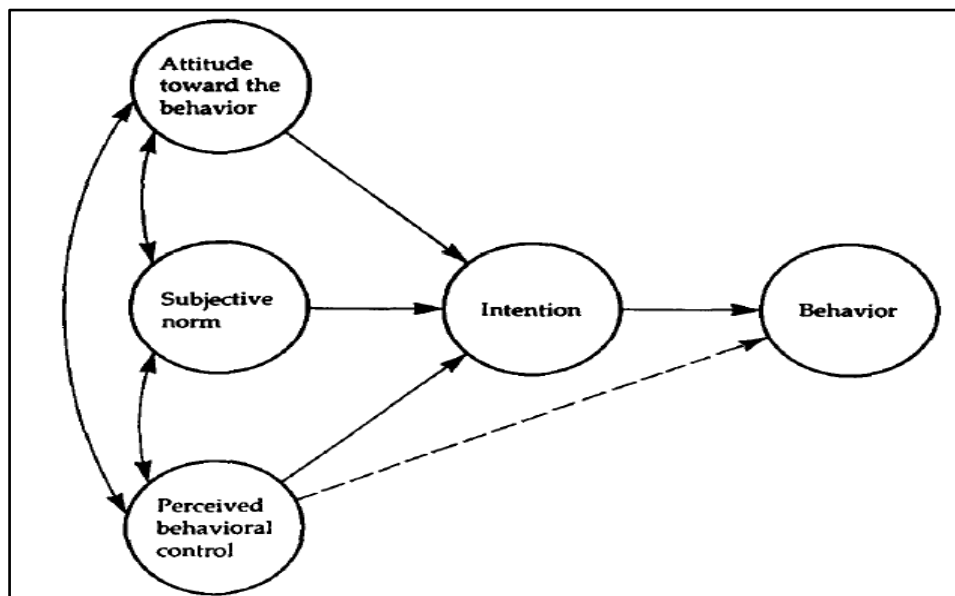 Attitude
toward the
behavior
Subjective
norm
Intention
Behavior
Perceived
behavioral
control